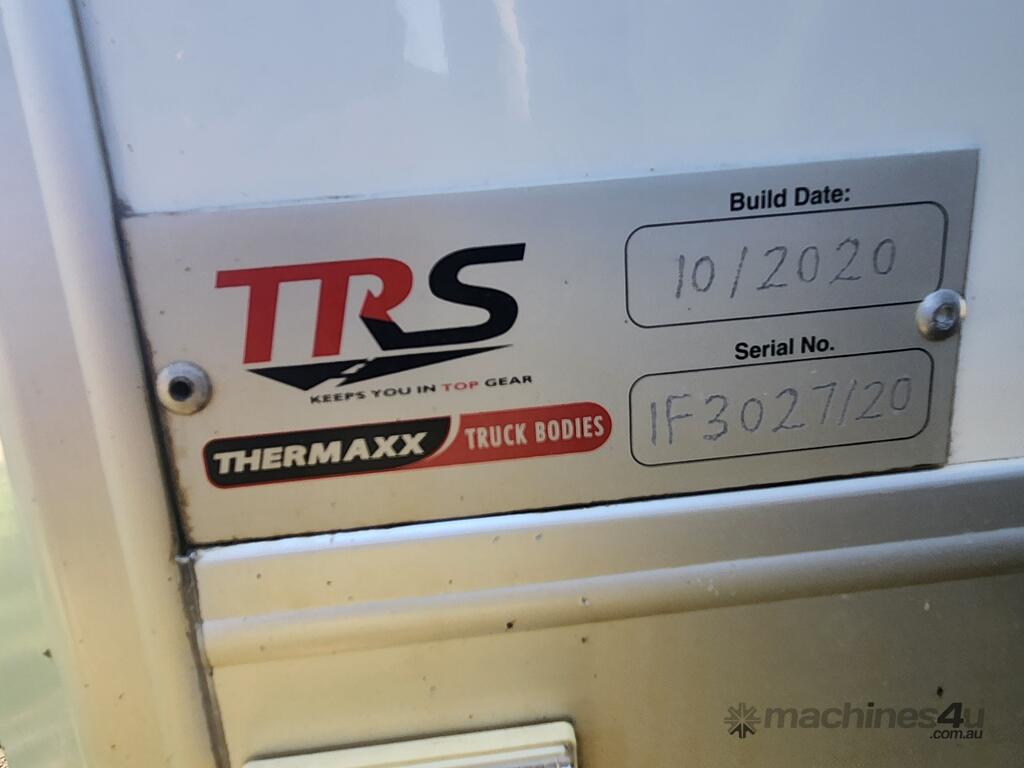 TRS
KEEPS YOU IN TOP GEAR
THERMAXX TRUCK BODIES
Build Date:
10/2020
Serial No.
IF3027/20
machines4u
.com.au